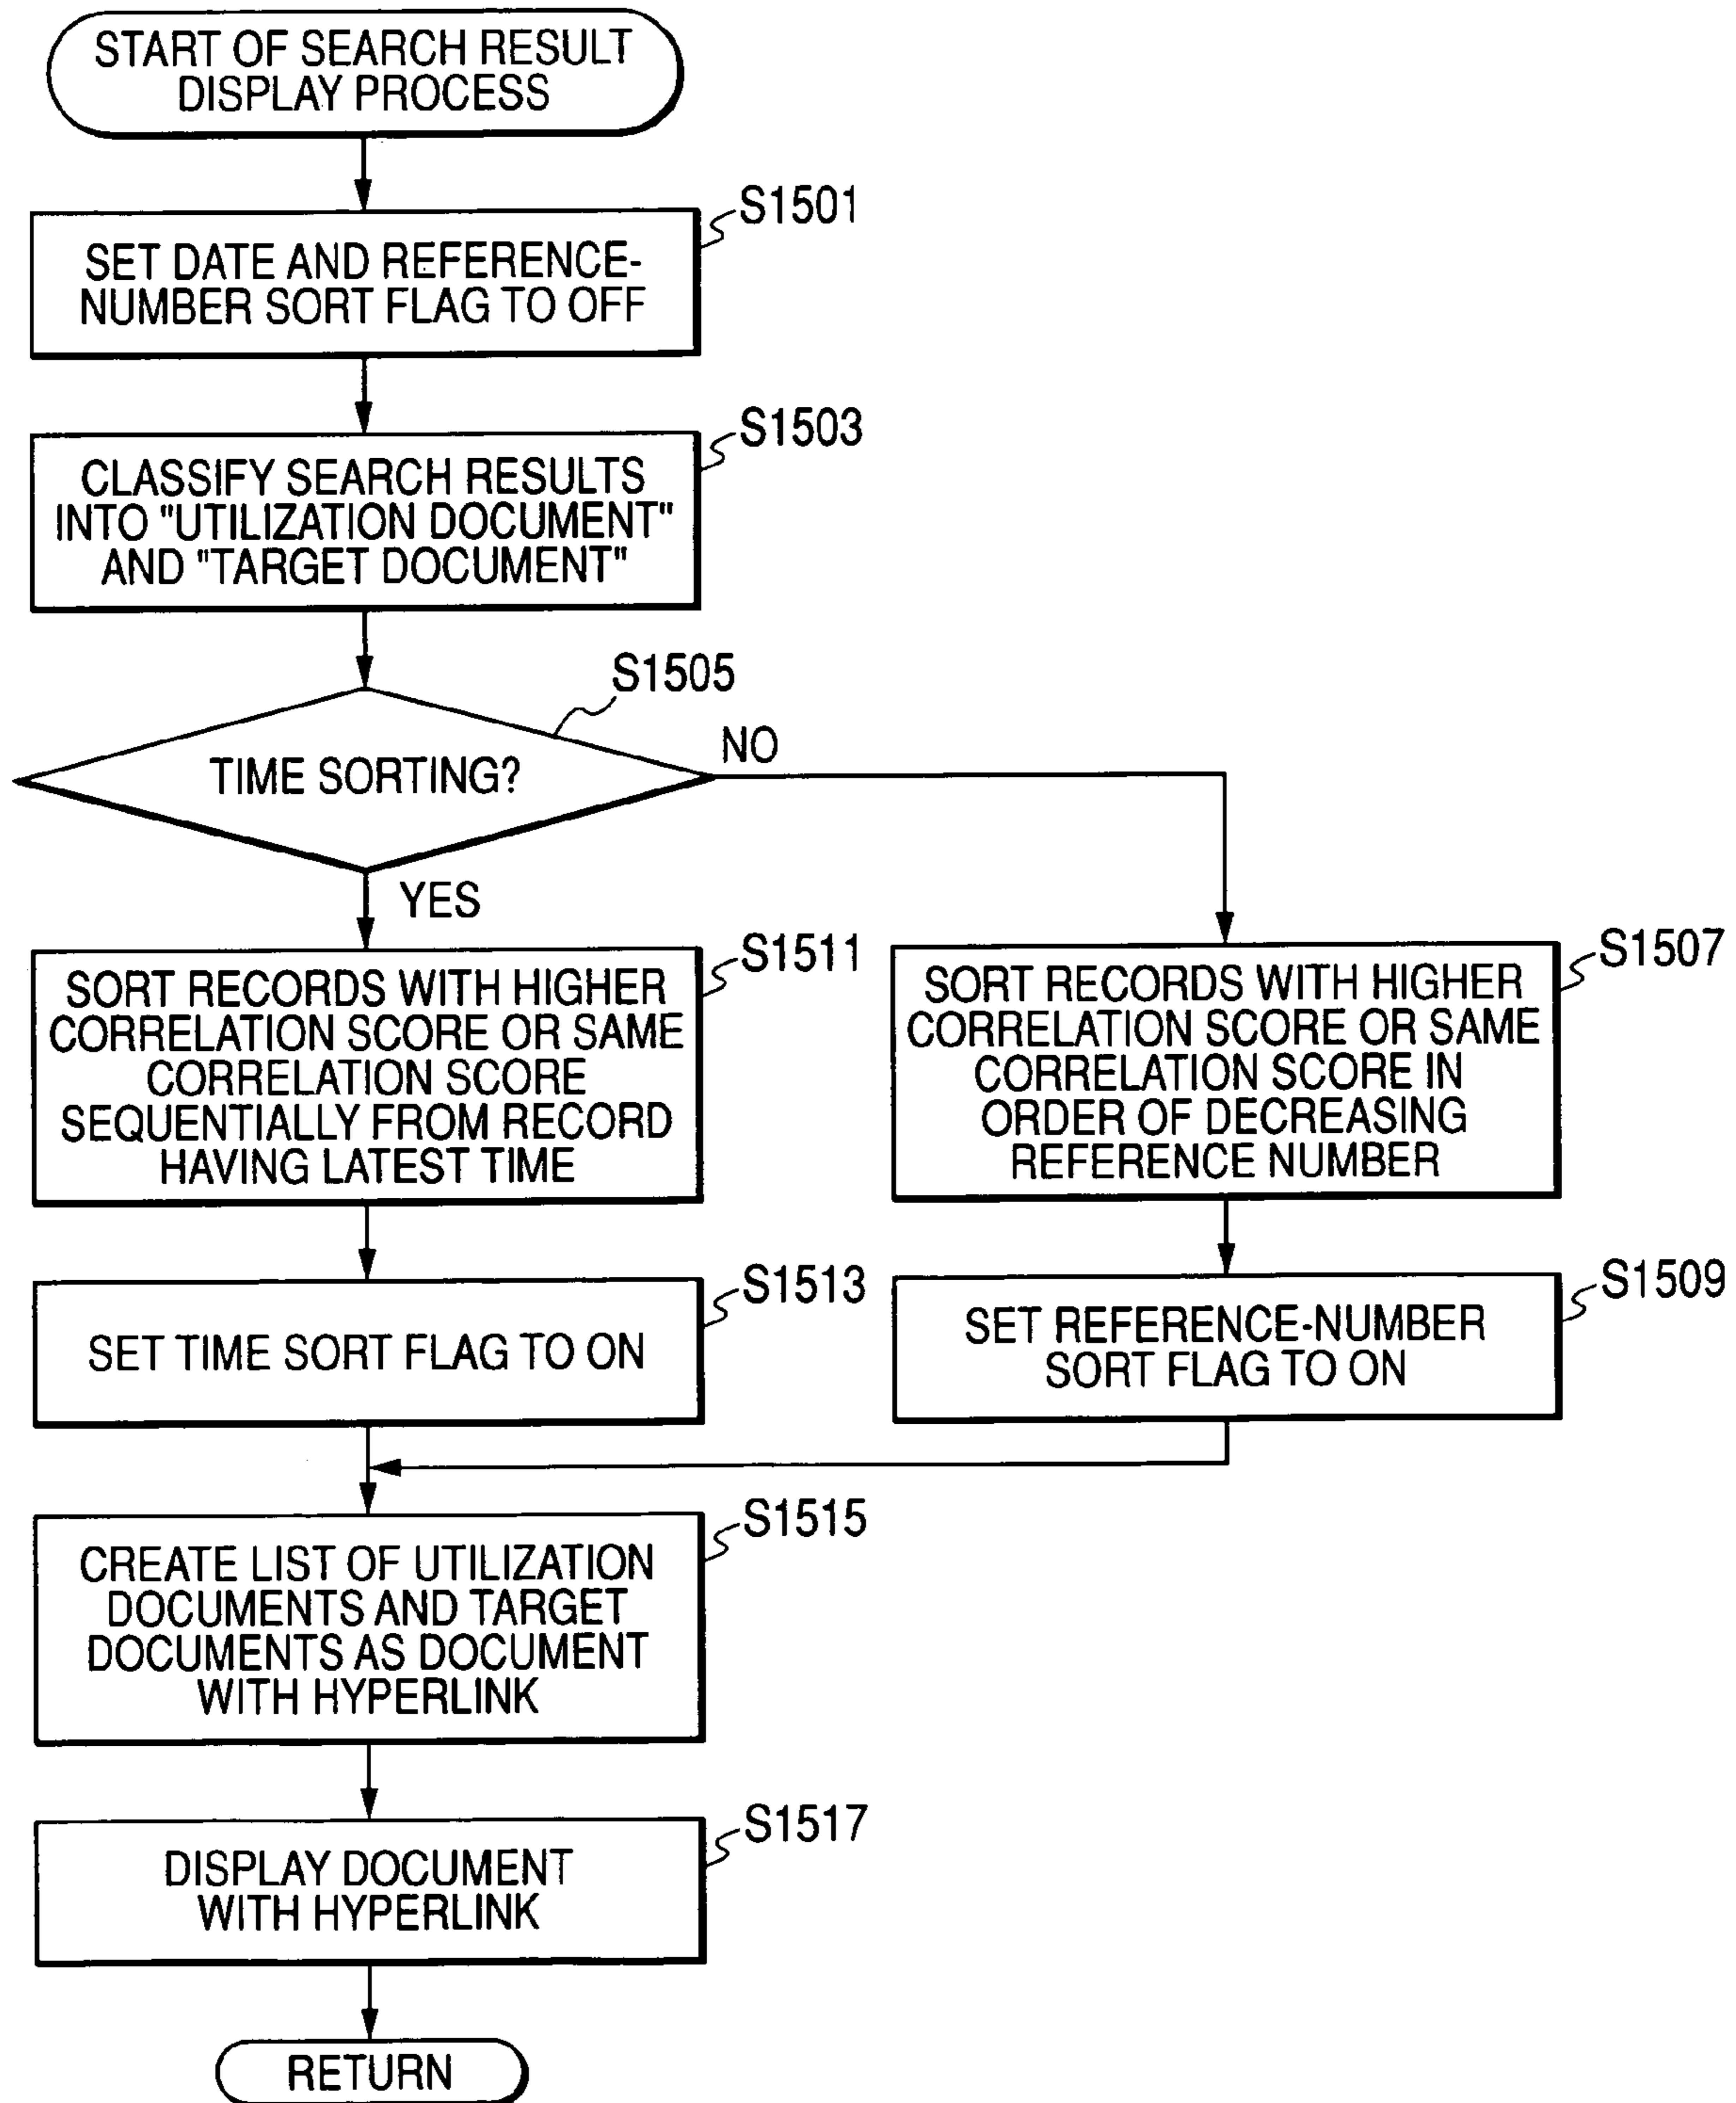 START OF SEARCH RESULT
DISPLAY PROCESS
S1501
SET DATE AND REFERENCE-
NUMBER SORT FLAG TO OFF
S1503
CLASSIFY SEARCH RESULTS
INTO "UTILIZATION DOCUMENT"
AND "TARGET DOCUMENT"
S1505
TIME SORTING?
NO
YES
S1511
SORT RECORDS WITH HIGHER
CORRELATION SCORE OR SAME
CORRELATION SCORE
SEQUENTIALLY FROM RECORD
HAVING LATEST TIME
S1507
SORT RECORDS WITH HIGHER
CORRELATION SCORE OR SAME
CORRELATION SCORE IN
ORDER OF DECREASING
REFERENCE NUMBER
S1513
SET TIME SORT FLAG TO ON
S1509
SET REFERENCE-NUMBER
SORT FLAG TO ON
S1515
CREATE LIST OF UTILIZATION
DOCUMENTS AND TARGET
DOCUMENTS AS DOCUMENT
WITH HYPERLINK
S1517
DISPLAY DOCUMENT
WITH HYPERLINK
RETURN